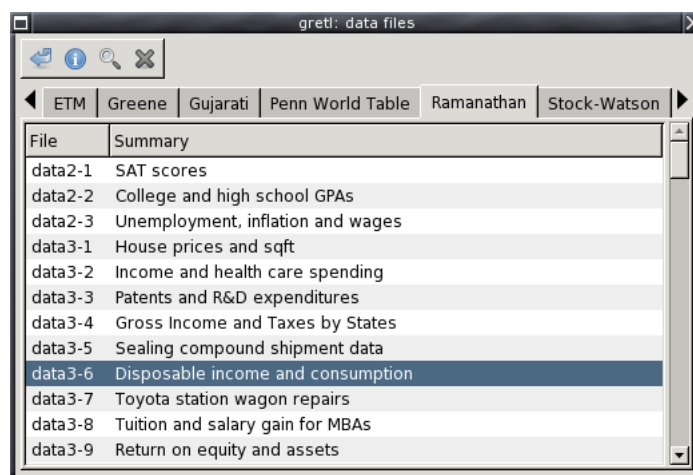 gretl: data files
ETM Greene Gujarati Penn World Table Ramanathan Stock-Watson
File Summary
data2-1 SAT scores
data2-2 College and high school GPAs
data2-3 Unemployment, inflation and wages
data3-1 House prices and sqft
data3-2 Income and health care spending
data3-3 Patents and R&D expenditures
data3-4 Gross Income and Taxes by States
data3-5 Sealing compound shipment data
data3-6 Disposable income and consumption
data3-7 Toyota station wagon repairs
data3-8 Tuition and salary gain for MBAs
data3-9 Return on equity and assets